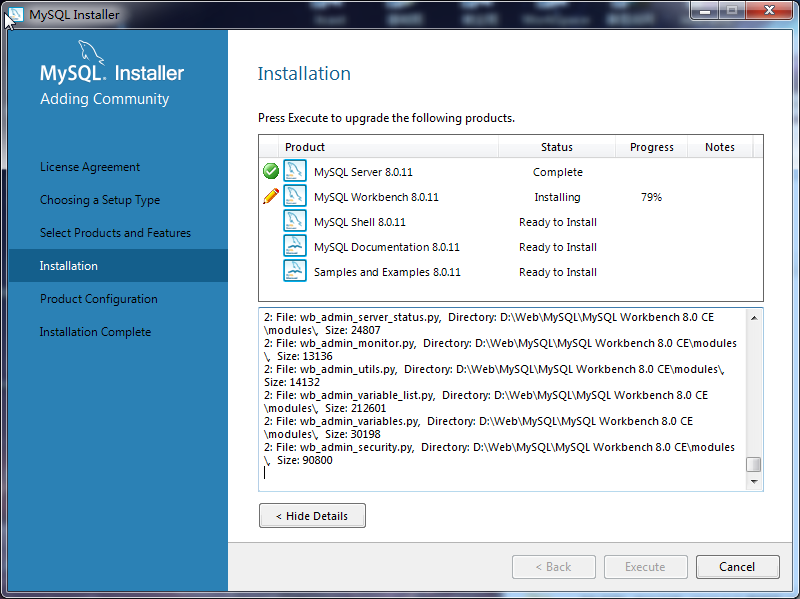 MySQL Installer
MySQL. Installer
Adding Community
License Agreement
Choosing a Setup Type
Select Products and Features
Installation
Product Configuration
Installation Complete
Installation
Press Execute to upgrade the following products.
Product Status Progress Notes
MySQL Server 8.0.11 Complete
MySQL Workbench 8.0.11 Installing 79%
MySQL Shell 8.0.11 Ready to Install
MySQL Documentation 8.0.11 Ready to Install
Samples and Examples 8.0.11 Ready to Install
2: File: wb_admin_server_status.py,  Directory: D:\Web\MySQL\MySQL Workbench 8.0 CE
\modules\,  Size: 24807
2: File: wb_admin_monitor.py,  Directory: D:\Web\MySQL\MySQL Workbench 8.0 CE\modules
\,  Size: 13136
2: File: wb_admin_utils.py,  Directory: D:\Web\MySQL\MySQL Workbench 8.0 CE\modules\,
Size: 14132
2: File: wb_admin_variable_list.py,  Directory: D:\Web\MySQL\MySQL Workbench 8.0 CE
\modules\,  Size: 212601
2: File: wb_admin_variables.py,  Directory: D:\Web\MySQL\MySQL Workbench 8.0 CE
\modules\,  Size: 30198
2: File: wb_admin_security.py,  Directory: D:\Web\MySQL\MySQL Workbench 8.0 CE\modules
\,  Size: 90800
< Hide Details
< Back Execute Cancel